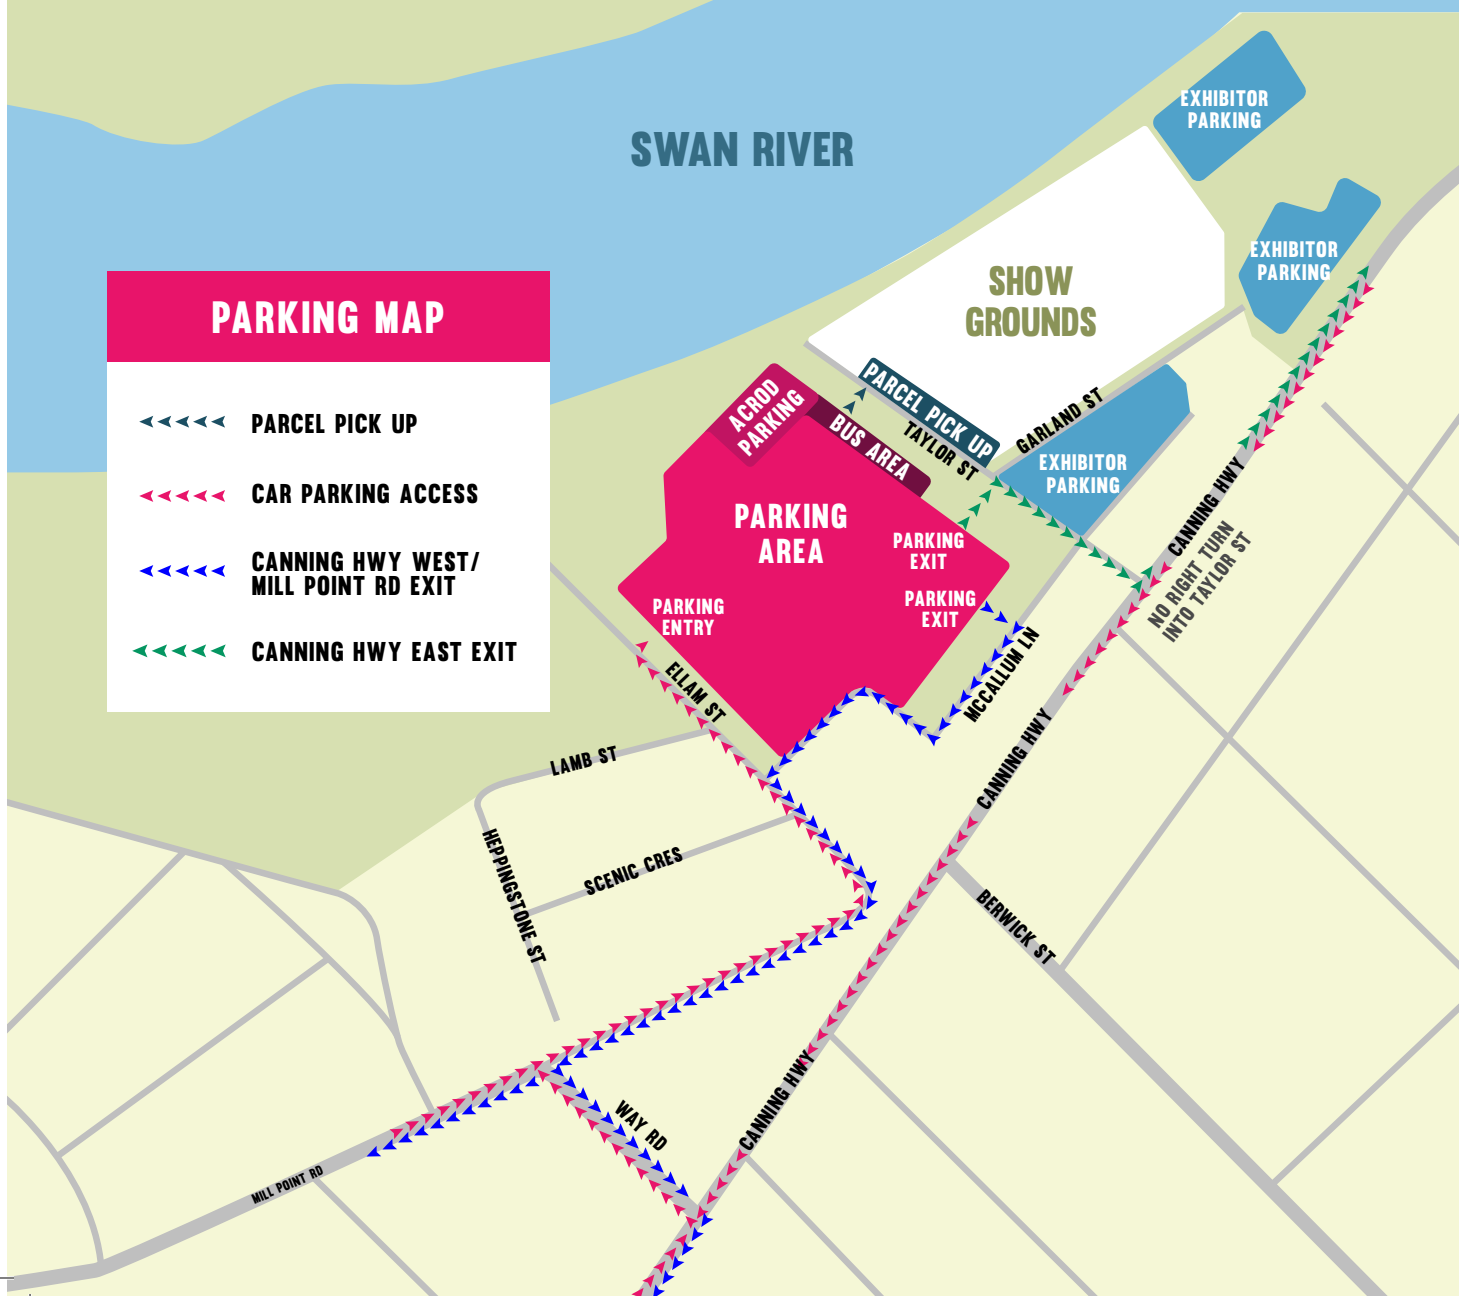 SWAN RIVER
EXHIBITOR
PARKING
EXHIBITOR
PARKING
SHOW
GROUNDS
PARKING MAP
PARCEL PICK UP
CAR PARKING ACCESS
CANNING HWY WEST/
MILL POINT RD EXIT
CANNING HWY EAST EXIT
ACROD
PARKING
PARCEL PICK UP
BUS AREA
TAYLOR ST
GARLAND ST
EXHIBITOR
PARKING
PARKING
AREA
PARKING
EXIT
PARKING
EXIT
PARKING
ENTRY
CANNING HWY
NO RIGHT TURN
INTO TAYLOR ST
ELLAM ST
MCCALLUM LN
LAMB ST
CANNING HWY
HEPPINGSTONE ST
SCENIC CRES
BERWICK ST
CANNING HWY
WAY RD
MILL POINT RD